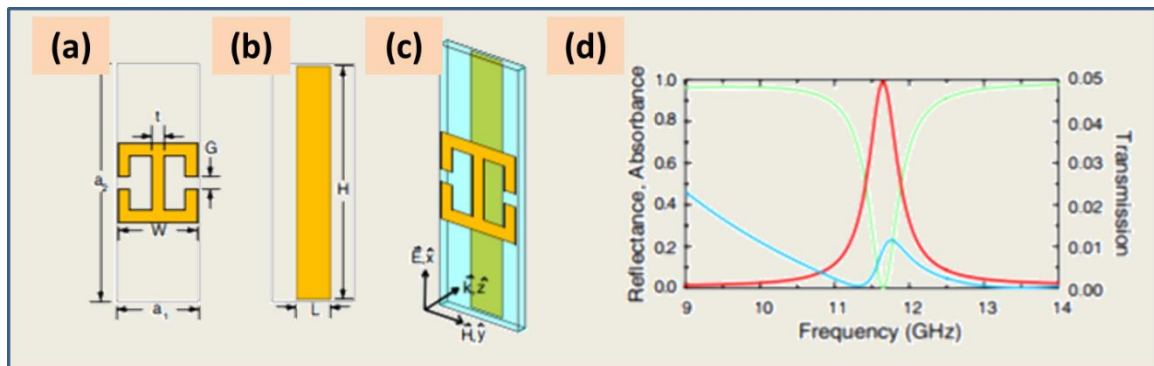 (a)
(b)
(c)
(d)
t
G
a2
W
a1
H
L
E,x̂
k̂,ẑ
Ĥ,ŷ
Reflectance, Absorbance
1.0
0.8
0.6
0.4
0.2
0.0
0.05
0.04
0.03
0.02
0.01
0.00
Transmission
9 10 11 12 13 14
Frequency (GHz)